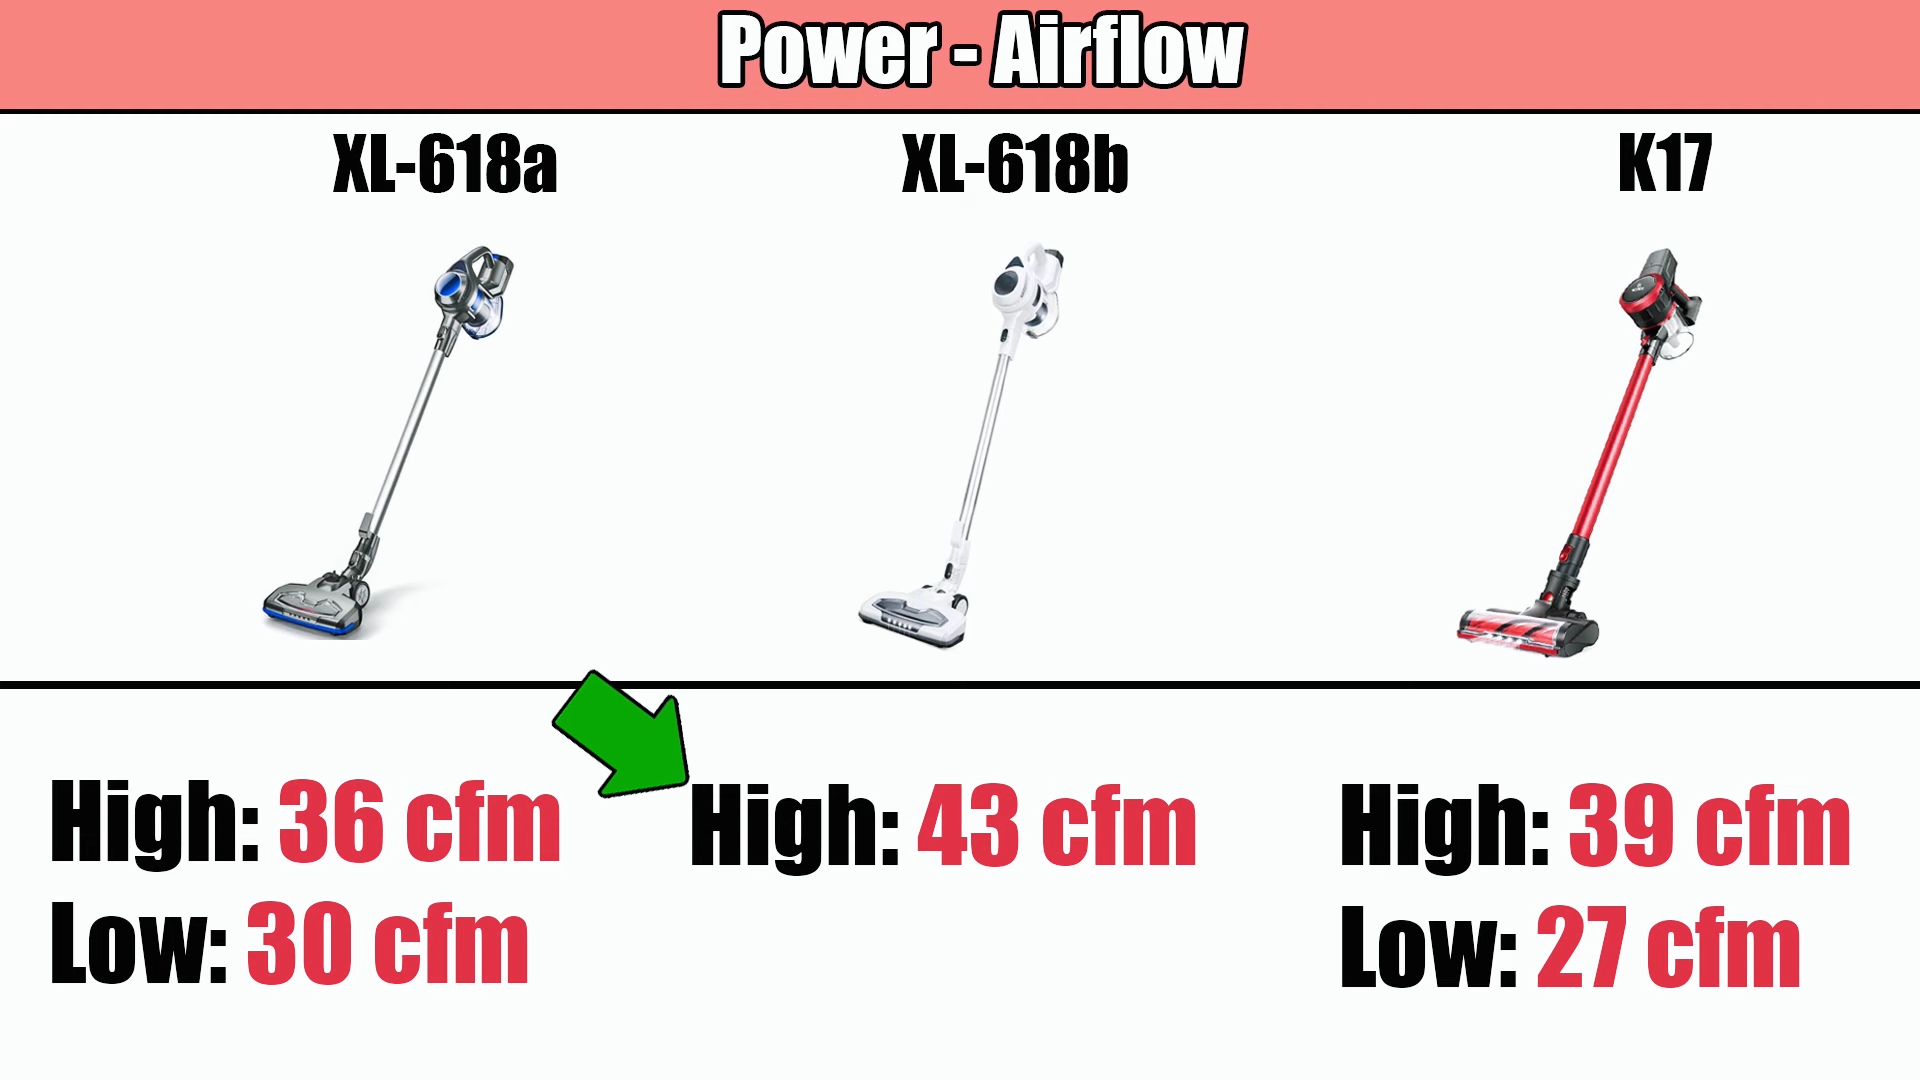 Power - Airflow
XL-618a
XL-618b
K17
High: 36 cfm
Low: 30 cfm
High: 43 cfm
High: 39 cfm
Low: 27 cfm